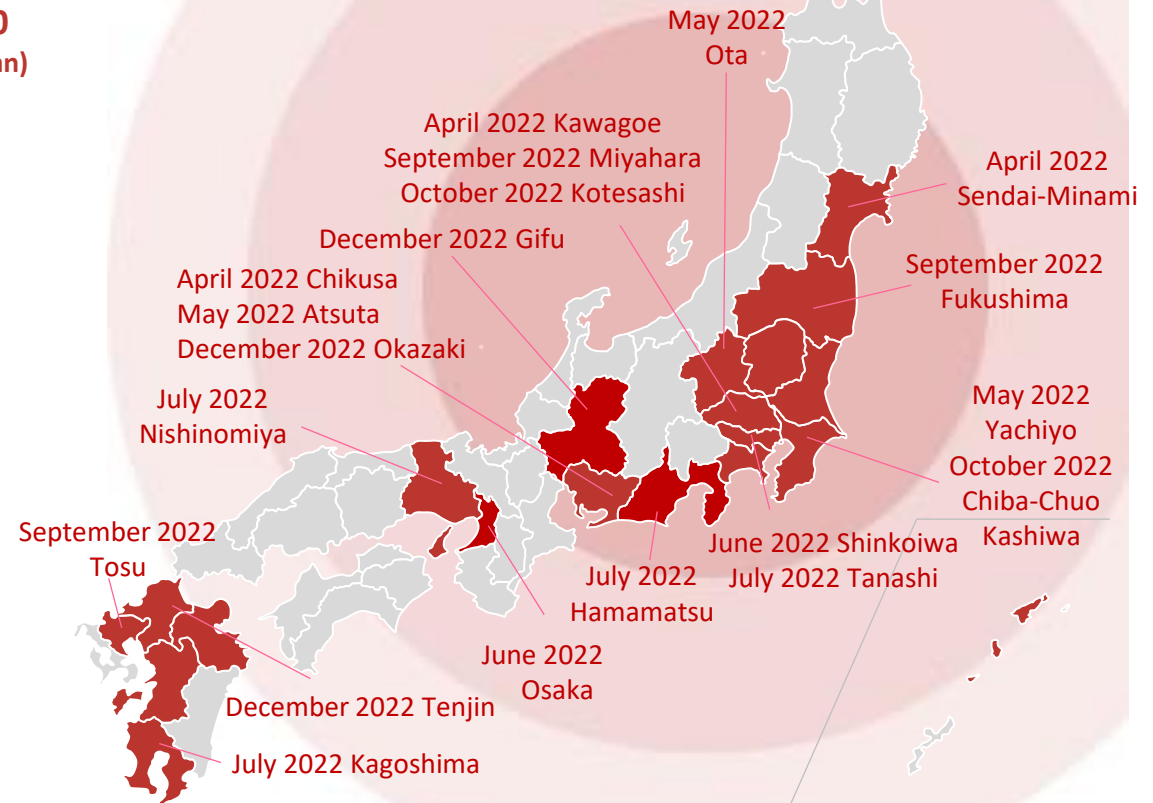 0
an)
May 2022
Ota
April 2022 Kawagoe
September 2022 Miyahara
October 2022 Kotesashi
April 2022
Sendai-Minami
December 2022 Gifu
September 2022
Fukushima
April 2022 Chikusa
May 2022 Atsuta
December 2022 Okazaki
July 2022
Nishinomiya
May 2022
Yachiyo
October 2022
Chiba-Chuo
Kashiwa
September 2022
Tosu
June 2022 Shinkoiwa
July 2022 Tanashi
July 2022
Hamamatsu
June 2022
Osaka
December 2022 Tenjin
July 2022 Kagoshima